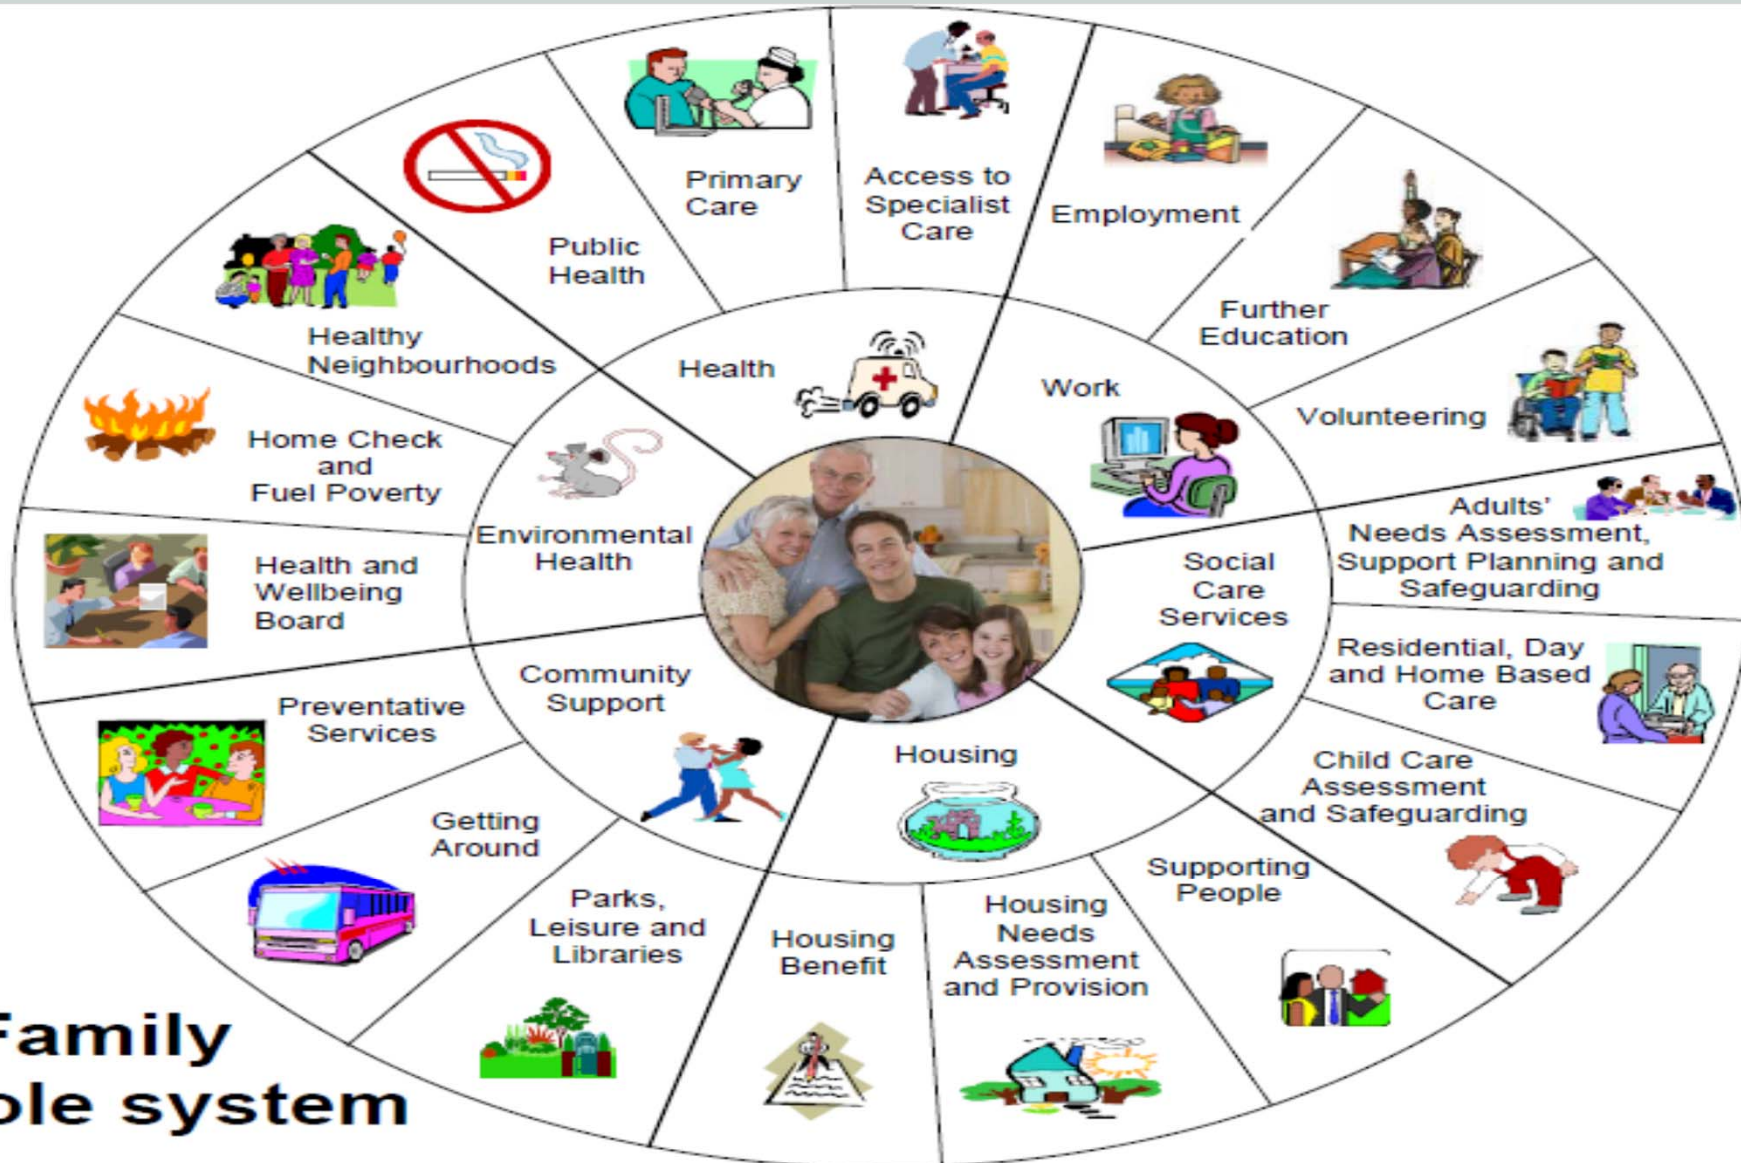 Primary
Care
Access to
Specialist
Care
Employment
Public
Health
Further
Education
Healthy
Neighbourhoods
Health
Work
Volunteering
Home Check
and
Fuel Poverty
Environmental
Health
Adults'
Needs Assessment,
Support Planning and
Safeguarding
Health and
Wellbeing
Board
Social
Care
Services
Residential, Day
and Home Based
Care
Community
Support
Preventative
Services
Housing
Child Care
Assessment
and Safeguarding
Getting
Around
Supporting
People
Parks,
Leisure and
Libraries
Housing
Benefit
Housing
Needs
Assessment
and Provision
Family
ole system